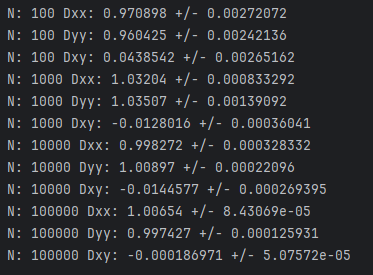 N: 100 Dxx: 0.970898 +/- 0.00272072
N: 100 Dyy: 0.960425 +/- 0.00242136
N: 100 Dxy: 0.0438542 +/- 0.00265162
N: 1000 Dxx: 1.03204 +/- 0.000833292
N: 1000 Dyy: 1.03507 +/- 0.00139092
N: 1000 Dxy: -0.0128016 +/- 0.00036041
N: 10000 Dxx: 0.998272 +/- 0.000328332
N: 10000 Dyy: 1.00897 +/- 0.00022096
N: 10000 Dxy: -0.0144577 +/- 0.000269395
N: 100000 Dxx: 1.00654 +/- 8.43069e-05
N: 100000 Dyy: 0.997427 +/- 0.000125931
N: 100000 Dxy: -0.000186971 +/- 5.07572e-05